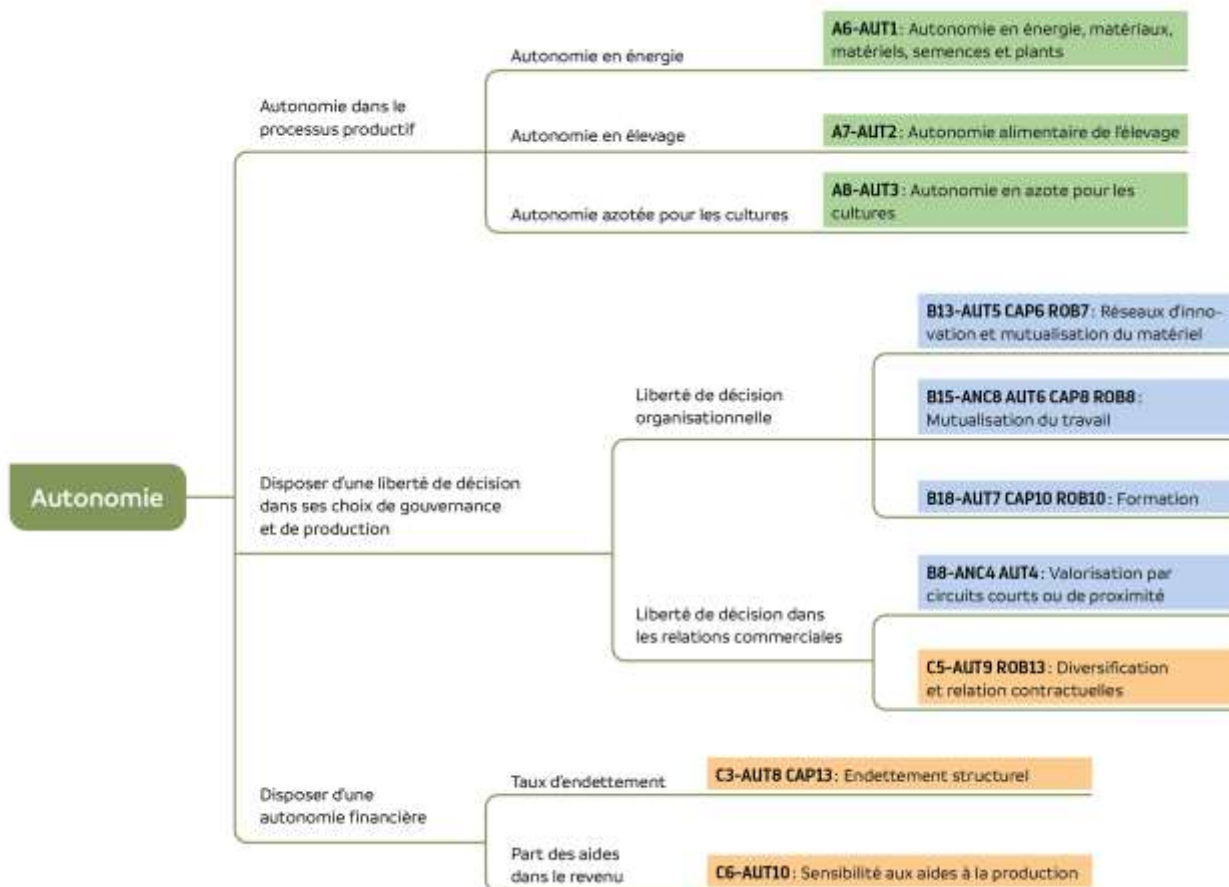 Autonomie
Autonomie dans le
processus productif
Autonomie en énergie
A6-AUT1 : Autonomie en énergie, matériaux,
matériels, semences et plants
Autonomie en élevage
A7-AUT2 : Autonomie alimentaire de l'élevage
Autonomie azotée pour les cultures
A8-AUT3 : Autonomie en azote pour les
cultures
Disposer d'une liberté de décision
dans ses choix de gouvernance
et de production
Liberté de décision
organisationnelle
B13-AUT5 CAP6 ROB7 : Réseaux d'inno-
vation et mutualisation du matériel
B15-ANC8 AUT6 CAP8 ROB8 :
Mutualisation du travail
B18-AUT7 CAP10 ROB10 : Formation
Liberté de décision dans
les relations commerciales
B8-ANC4 AUT4 : Valorisation par
circuits courts ou de proximité
C5-AUT9 ROB13 : Diversification
et relation contractuelles
Disposer d'une
autonomie financière
Taux d'endettement
C3-AUT8 CAP13 : Endettement structurel
Part des aides
dans le revenu
C6-AUT10 : Sensibilité aux aides à la production